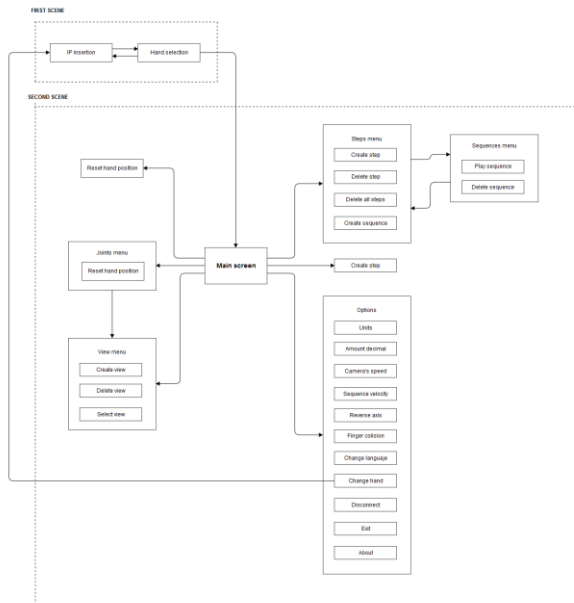 FIRST SCENE
IP insertion
Hand selection
SECOND SCENE
Steps menu
Create step
Delete step
Delete all steps
Create sequence
Sequences menu
Play sequence
Delete sequence
Reset hand position
Joints menu
Reset hand position
Main screen
Create step
View menu
Create view
Delete view
Select view
Options
Units
Amount decimal
Camera's speed
Sequence velocity
Reverse axis
Finger colision
Change language
Change hand
Disconnect
Exit
About